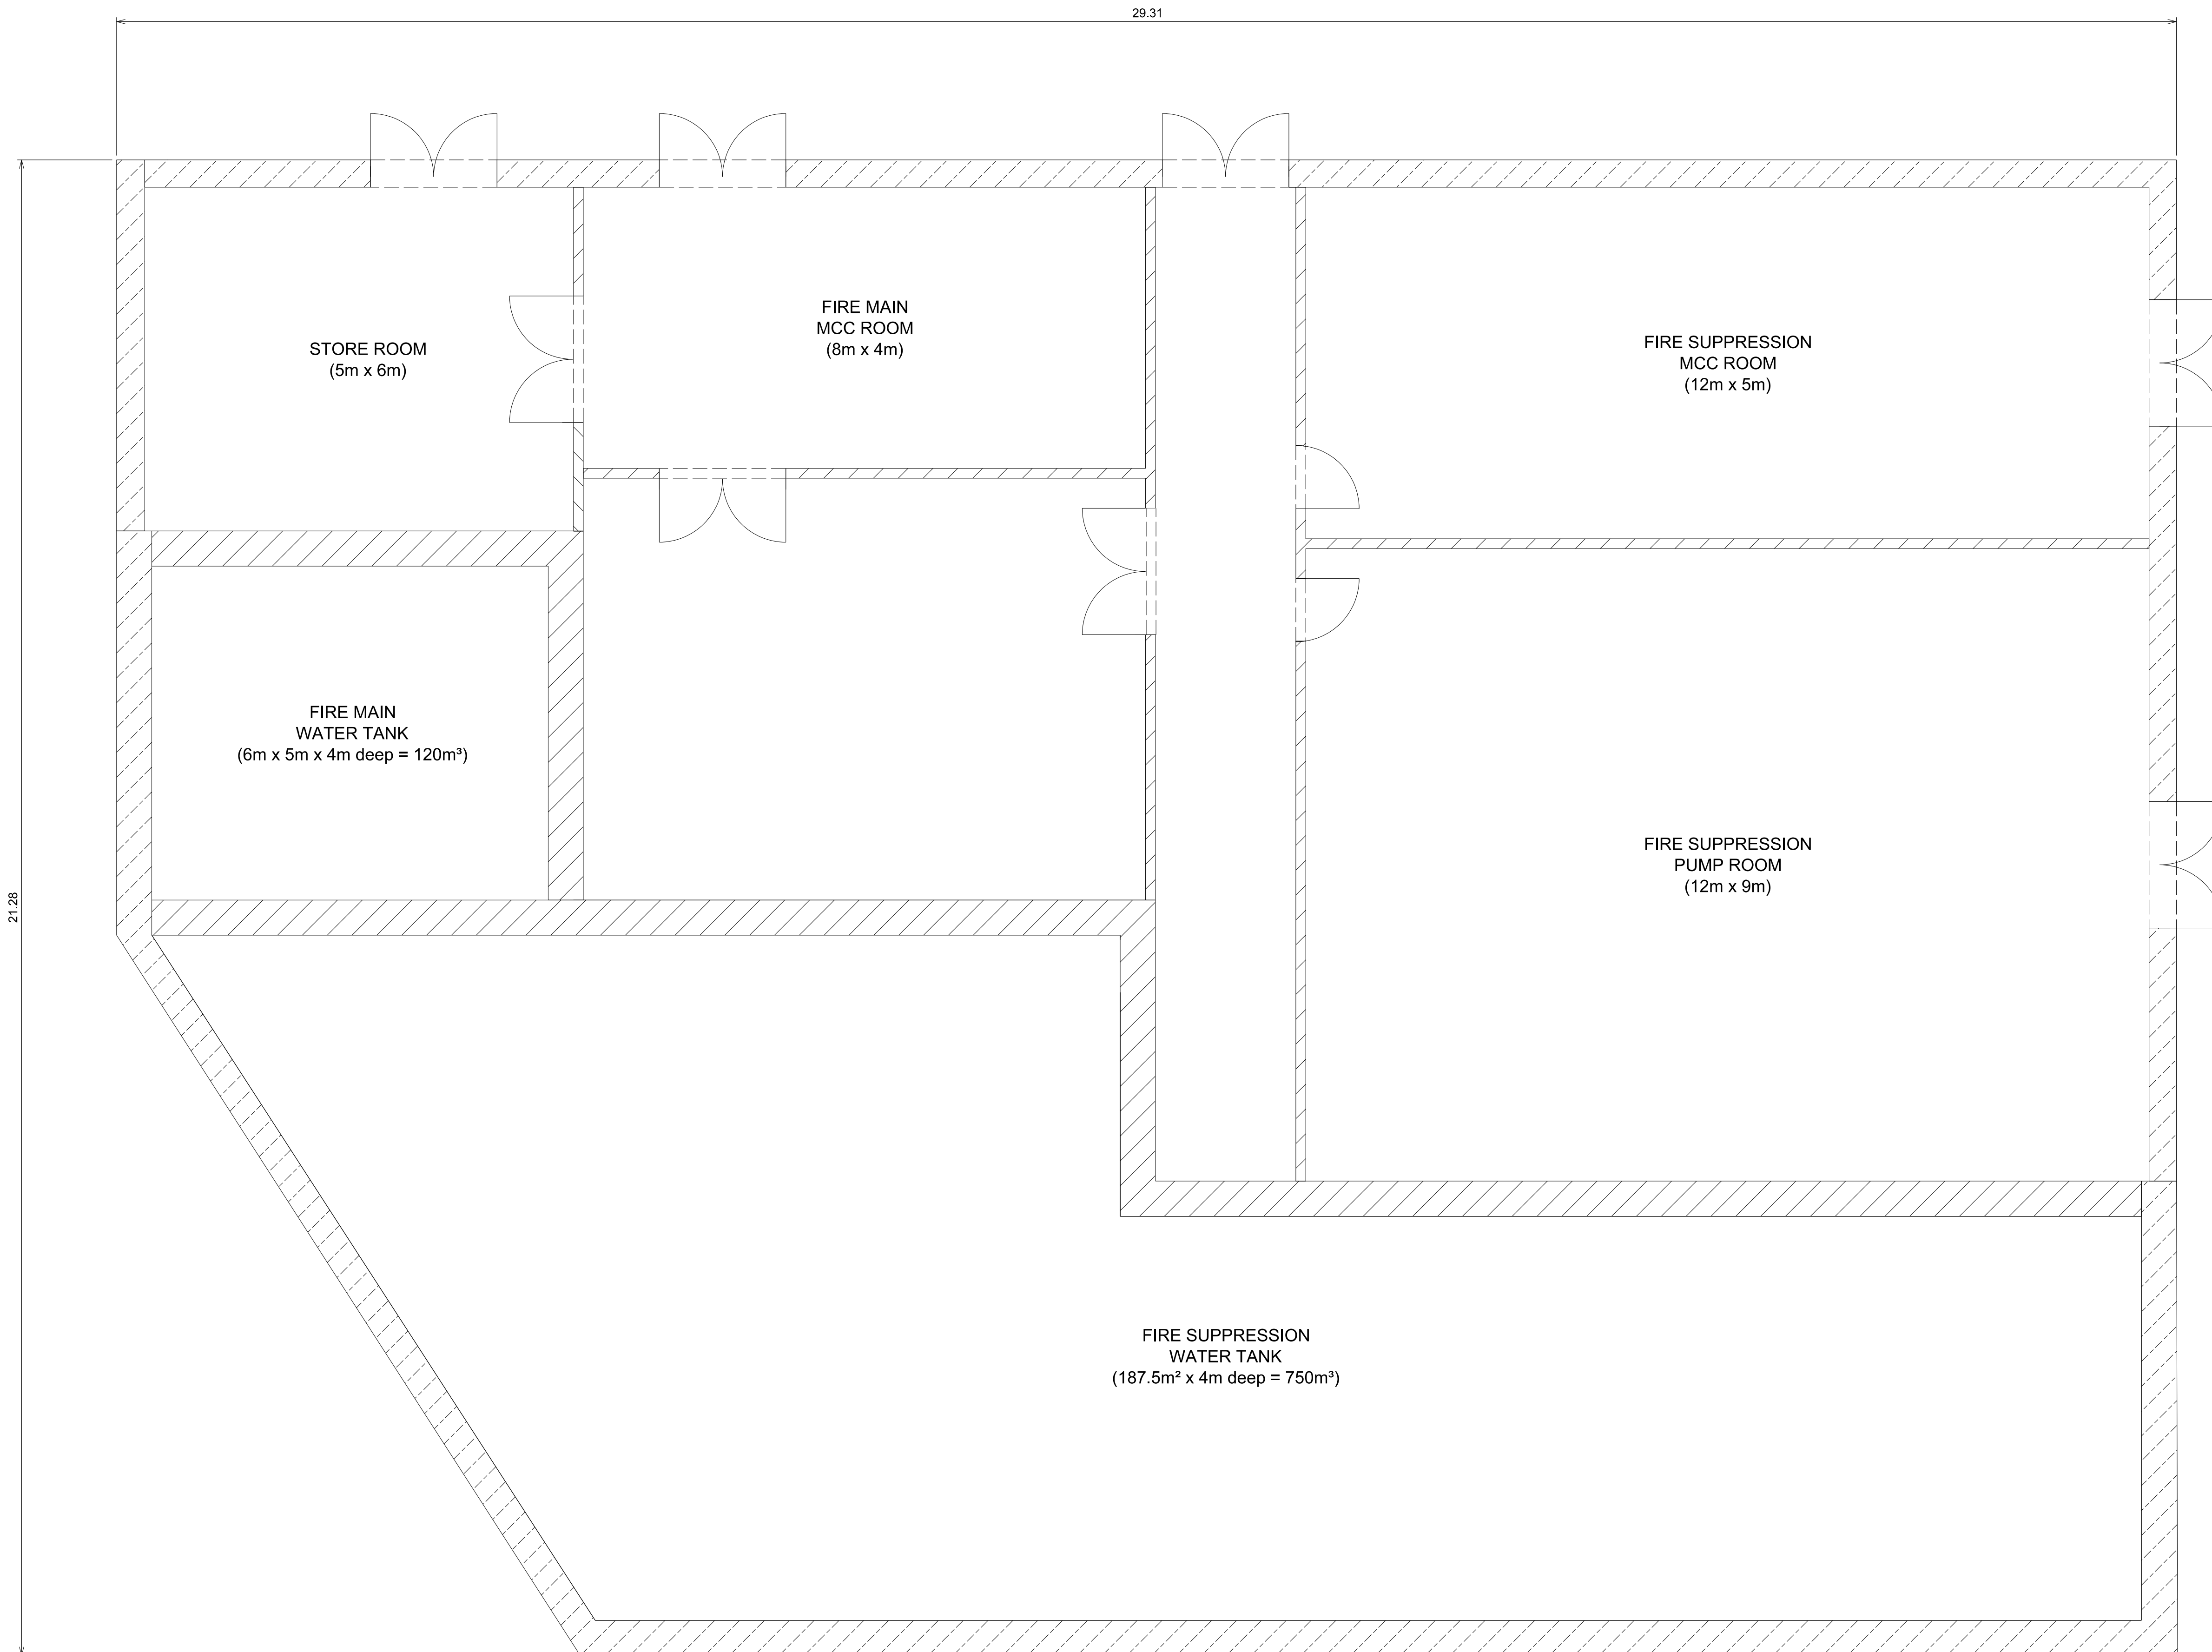 29.31
FIRE MAIN
MCC ROOM
(8m x 4m)
STORE ROOM
(5m x 6m)
FIRE SUPPRESSION
MCC ROOM
(12m x 5m)
FIRE MAIN
WATER TANK
(6m x 5m x 4m deep = 120m³)
FIRE SUPPRESSION
PUMP ROOM
(12m x 9m)
21.28
FIRE SUPPRESSION
WATER TANK
(187.5m² x 4m deep = 750m³)